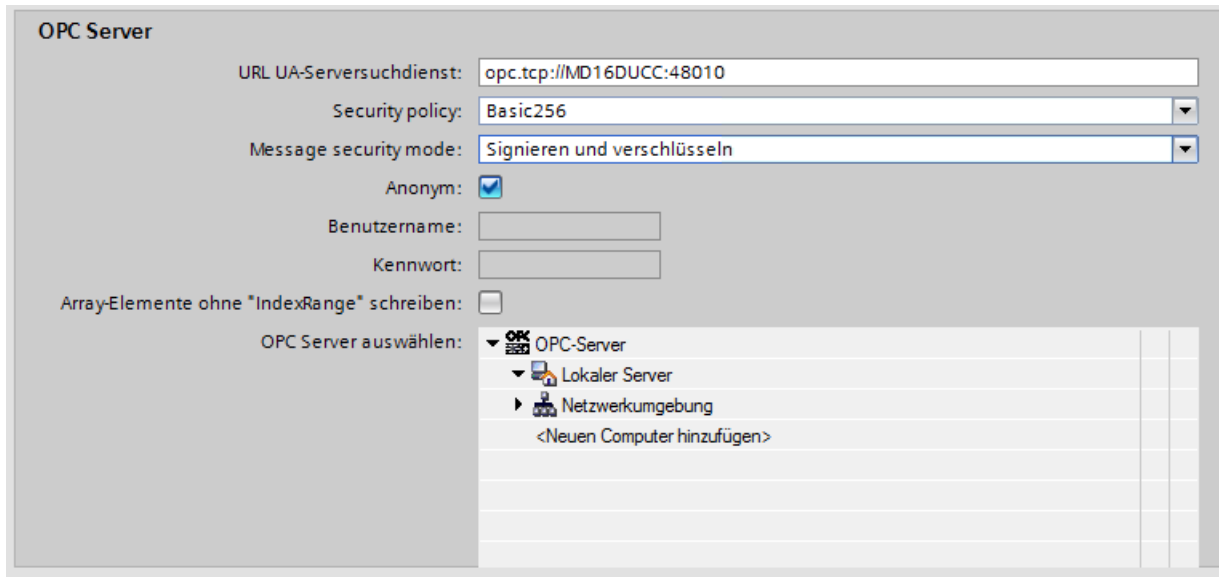 OPC Server
URL UA-Serversuchdienst: opc.tcp://MD16DUCC:48010
Security policy: Basic256
Message security mode: Signieren und verschlüsseln
Anonym:
Benutzername:
Kennwort:
Array-Elemente ohne "IndexRange" schreiben:
OPC Server auswählen: OPC OPC-Server
Lokaler Server
Netzwerkumgebung
<Neuen Computer hinzufügen>